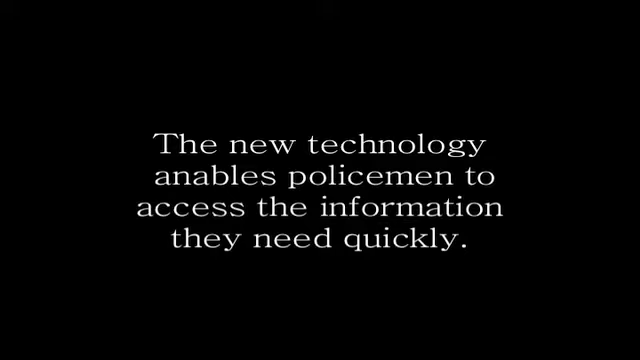 The new technology
anables policemen to
access the information
they need quickly.